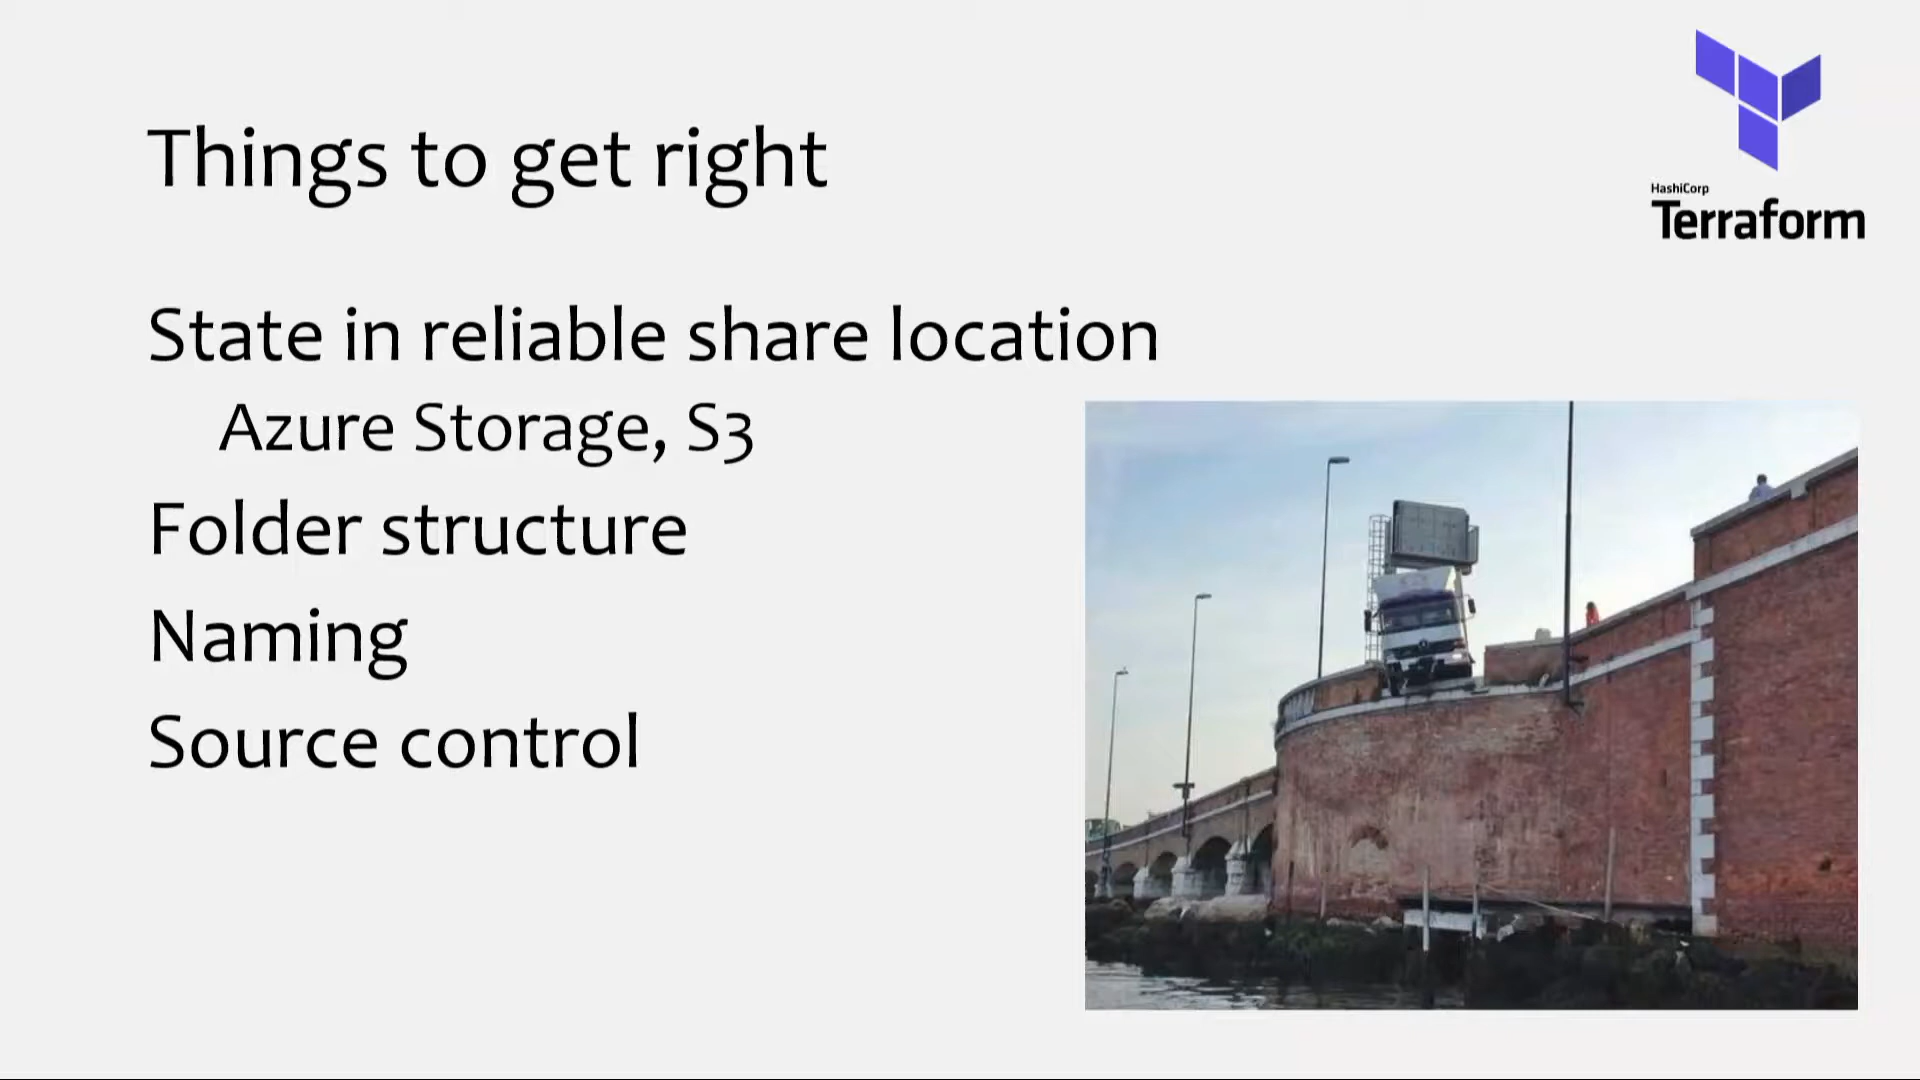 Things to get right
HashiCorp
Terraform
State in reliable share location
Azure Storage, S3
Folder structure
Naming
Source control